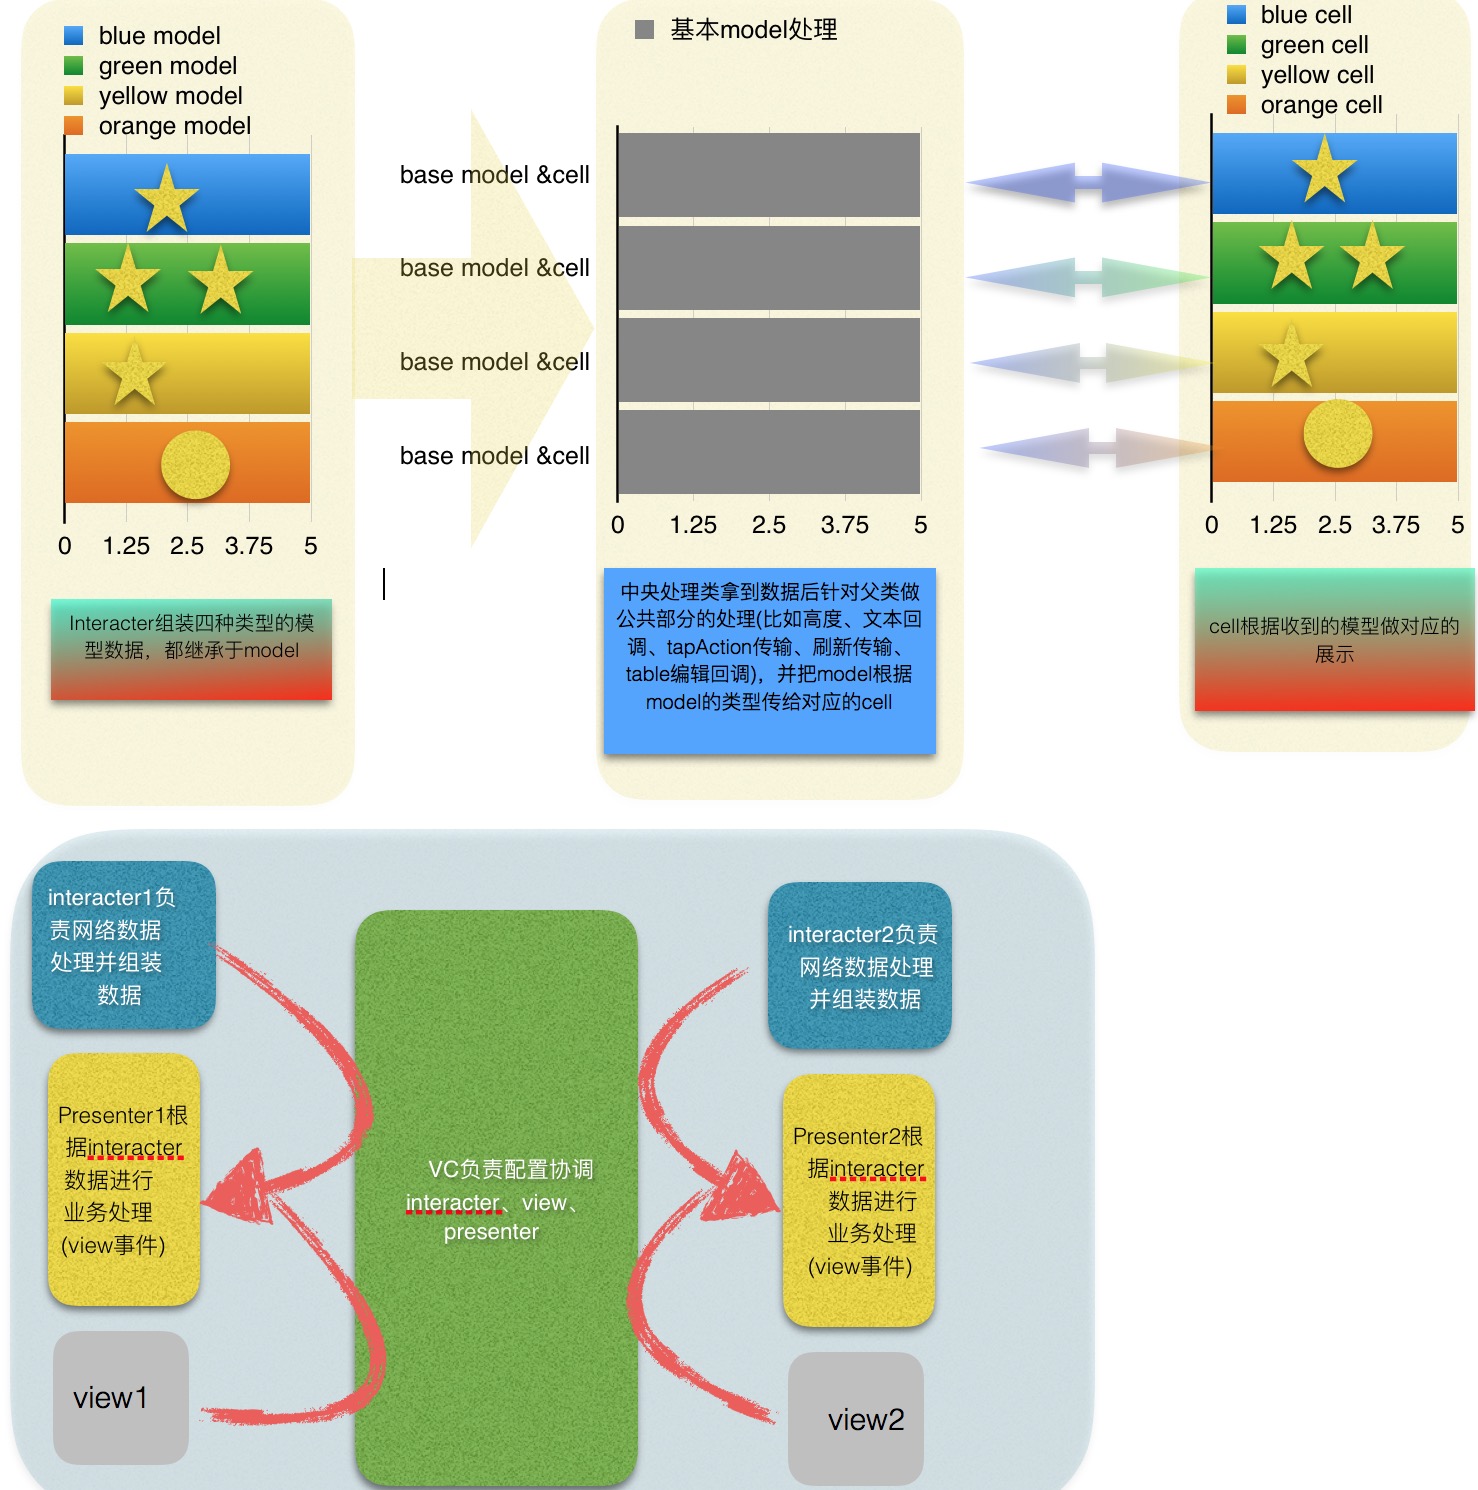 blue model
green model
yellow model
orange model
0 1.25 2.5 3.75 5
Interacter组装四种类型的模
型数据，都继承于model
基本model处理
base model &cell
base model &cell
base model &cell
base model &cell
0 1.25 2.5 3.75 5
中央处理类拿到数据后针对父类做
公共部分的处理(比如高度、文本回
调、tapAction传输、刷新传输、
table编辑回调)，并把model根据
model的类型传给对应的cell
blue cell
green cell
yellow cell
orange cell
0 1.25 2.5 3.75 5
cell根据收到的模型做对应的
展示
interacter1负
责网络数据
处理并组装
数据
Presenter1根
据interacter
数据进行
业务处理
(view事件)
view1
VC负责配置协调
interacter、view、
presenter
interacter2负责
网络数据处理
并组装数据
Presenter2根
据interacter
数据进行
业务处理
(view事件)
view2